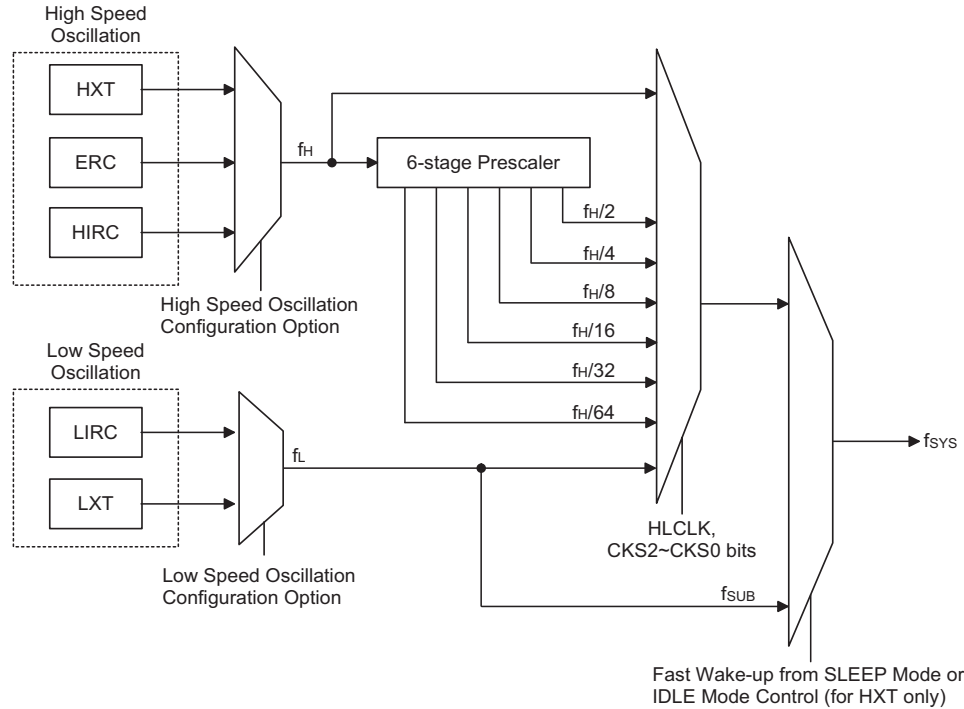 High Speed
Oscillation
HXT
ERC
HIRC
fH
6-stage Prescaler
fH/2
fH/4
fH/8
fH/16
fH/32
fH/64
High Speed Oscillation
Configuration Option
Low Speed
Oscillation
LIRC
LXT
fL
Low Speed Oscillation
Configuration Option
HLCLK,
CKS2~CKS0 bits
fSUB
fSYS
Fast Wake-up from SLEEP Mode or
IDLE Mode Control (for HXT only)